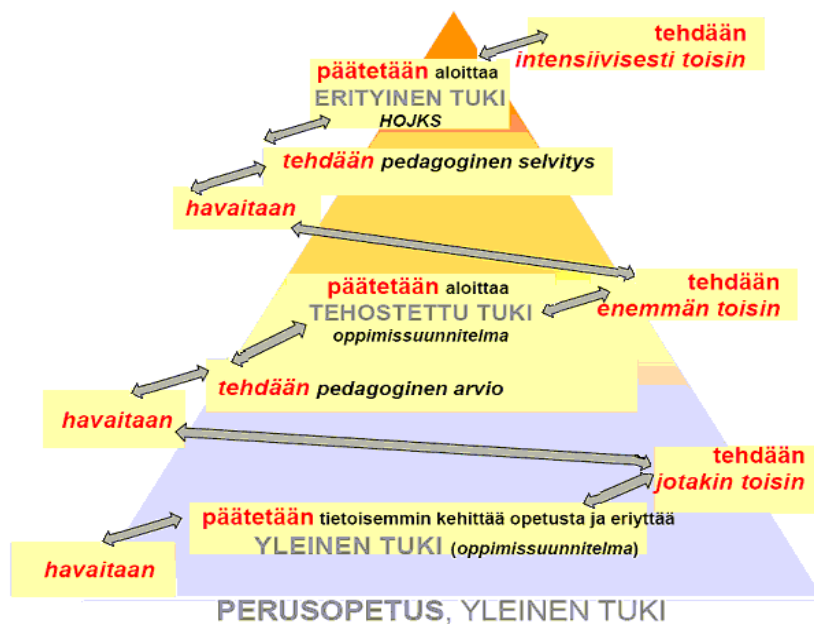 tehdään
intensiivisesti toisin
päätetään aloittaa
ERITYINEN TUKI
HOJKS
tehdään pedagoginen selvitys
havaitaan
päätetään aloittaa
TEHOSTETTU TUKI
oppimissuunnitelma
tehdään
enemmän toisin
tehdään pedagoginen arvio
havaitaan
tehdään
jotakin toisin
päätetään tietoisemmin kehittää opetusta ja eriyttää
YLEINEN TUKI (oppimissuunnitelma)
havaitaan
PERUSOPETUS, YLEINEN TUKI